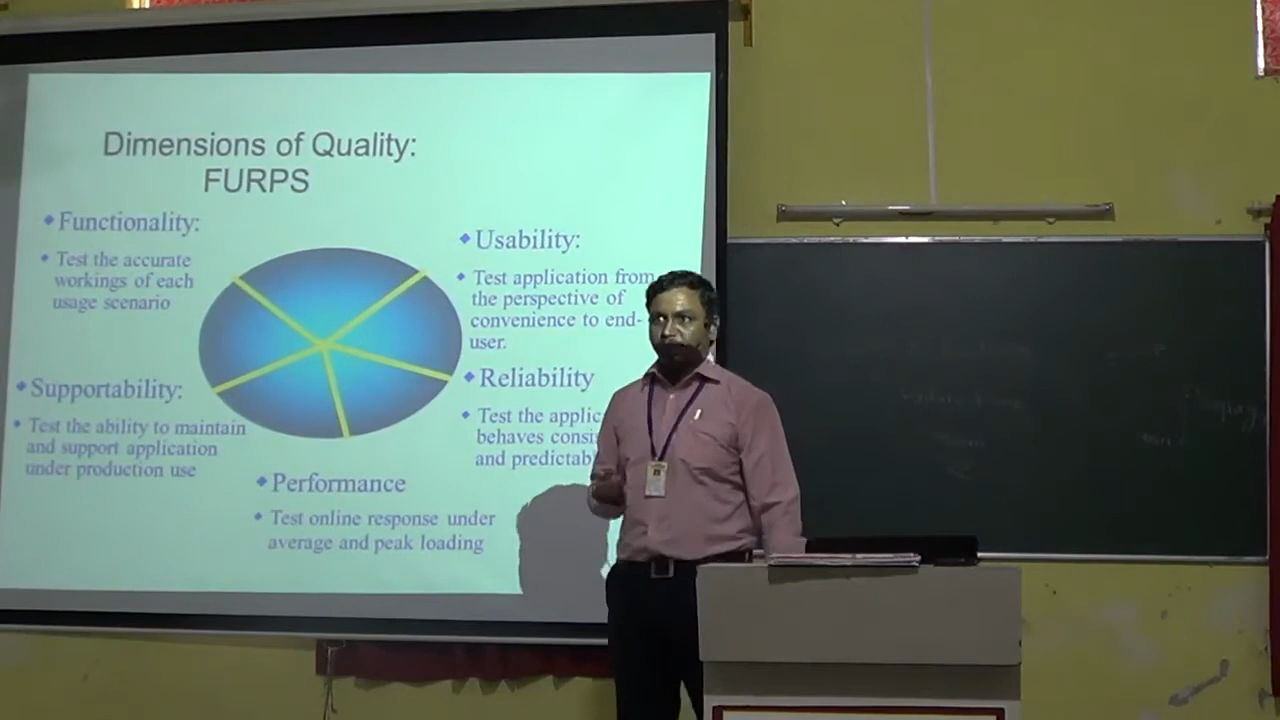 Dimensions of Quality:
FURPS
Functionality:
Test the accurate
workings of each
usage scenario
Usability:
Test application from
the perspective of
convenience to end-
user.
Reliability
Test the applic
behaves consi
and predictab
Supportability:
Test the ability to maintain
and support application
under production use
Performance
Test online response under
average and peak loading